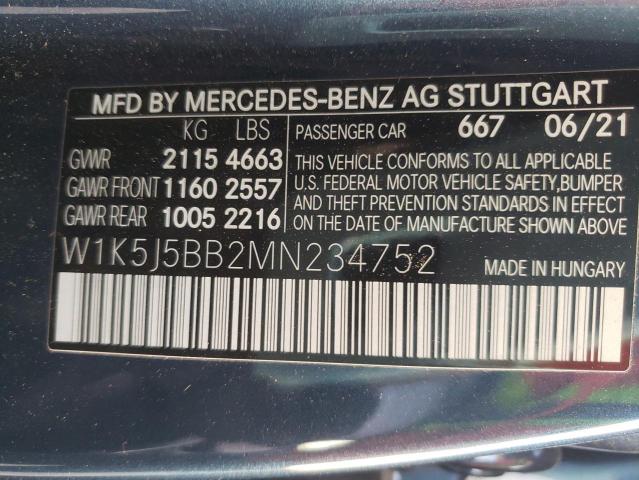 MFD BY MERCEDES-BENZ AG STUTTGART
KG LBS
GVWR 2115 4663
GAWR FRONT 1160 2557
GAWR REAR 1005 2216
PASSENGER CAR 667 06/21
THIS VEHICLE CONFORMS TO ALL APPLICABLE
U.S. FEDERAL MOTOR VEHICLE SAFETY,BUMPER
AND THEFT PREVENTION STANDARDS IN EFFECT
ON THE DATE OF MANUFACTURE SHOWN ABOVE
W1K5J5BB2MN234752
MADE IN HUNGARY